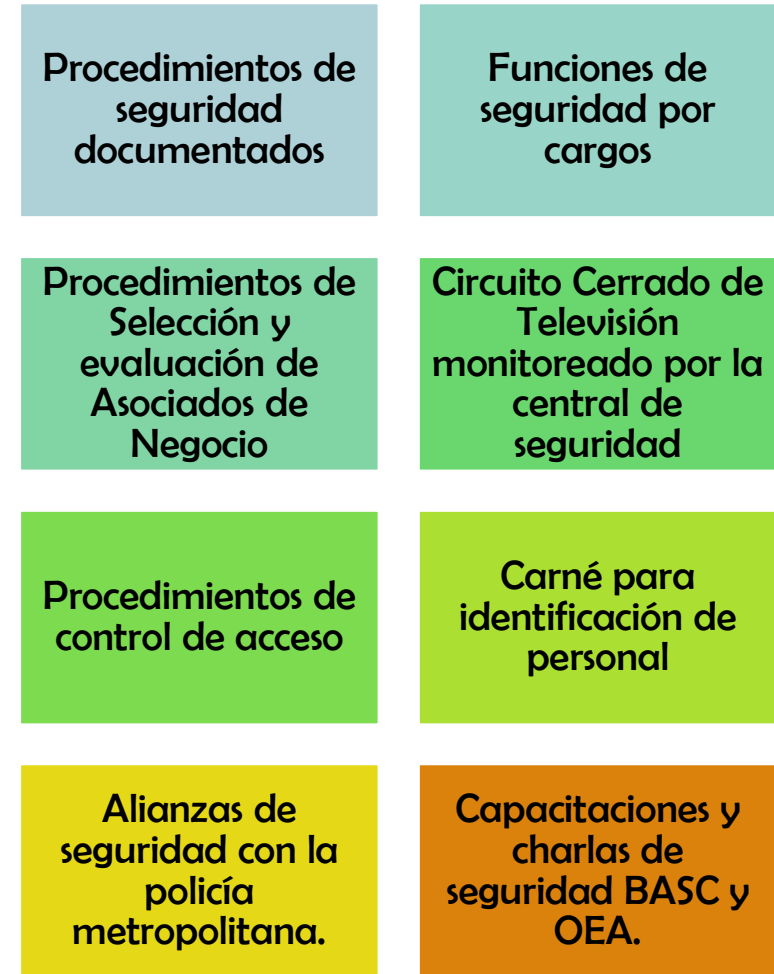 Procedimientos de
seguridad
documentados
Funciones de
seguridad por
cargos
Procedimientos de
Selección y
evaluación de
Asociados de
Negocio
Circuito Cerrado de
Televisión
monitoreado por la
central de
seguridad
Procedimientos de
control de acceso
Carné para
identificación de
personal
Alianzas de
seguridad con la
policía
metropolitana.
Capacitaciones y
charlas de
seguridad BASC y
OEA.